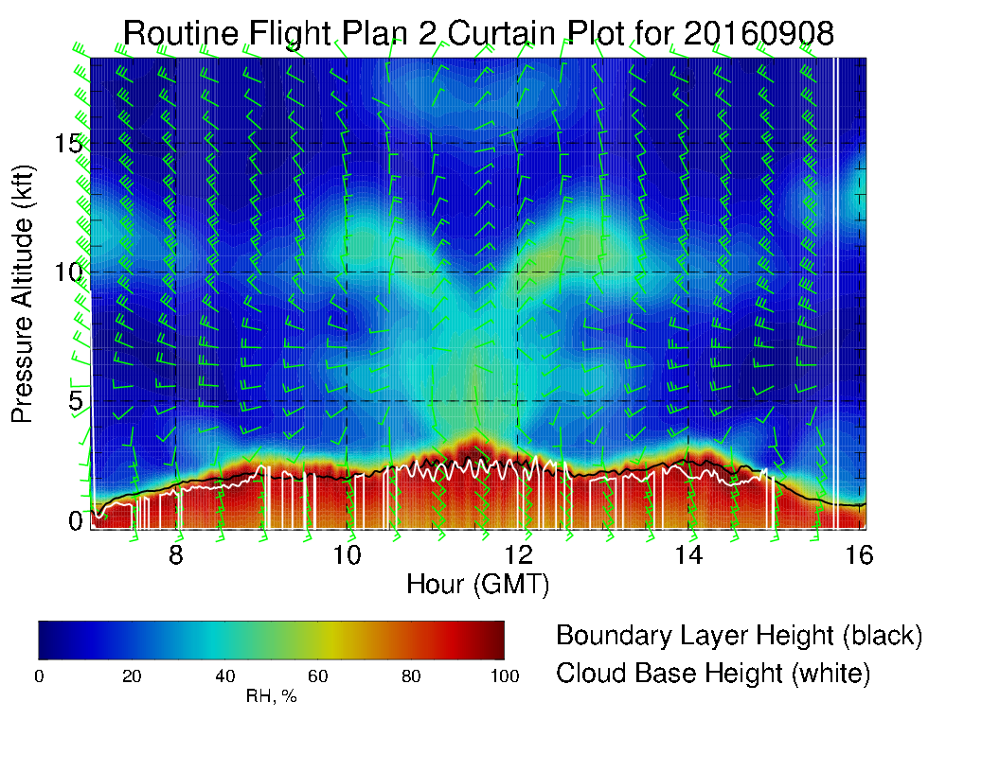 Routine Flight Plan 2 Curtain Plot for 20160908
Pressure Altitude (kft)
15
10
5
0
8 10 12 14 16
Hour (GMT)
0 20 40 60 80 100
RH, %
Boundary Layer Height (black)
Cloud Base Height (white)